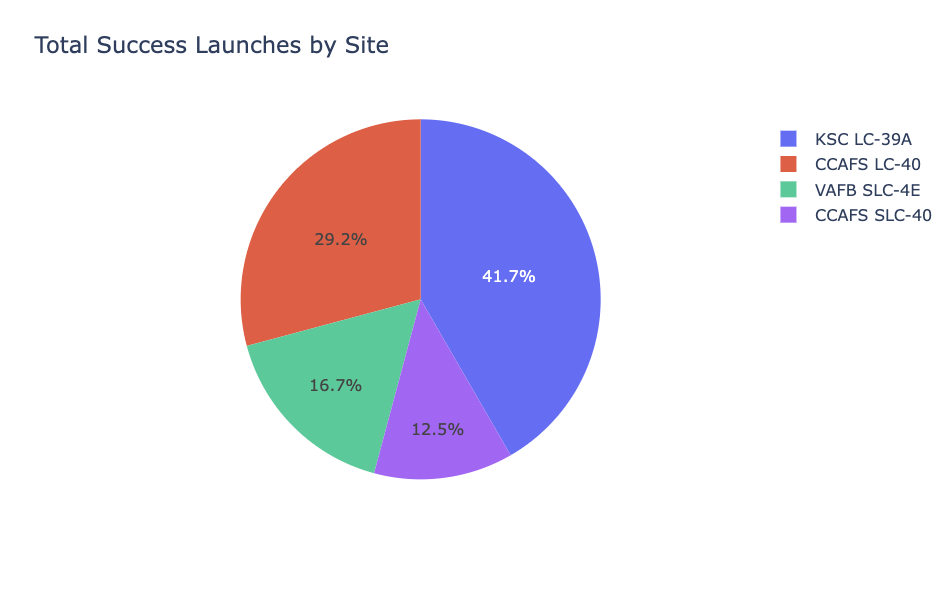 Total Success Launches by Site
KSC LC-39A
CCAFS LC-40
VAFB SLC-4E
CCAFS SLC-40
29.2%
41.7%
16.7%
12.5%